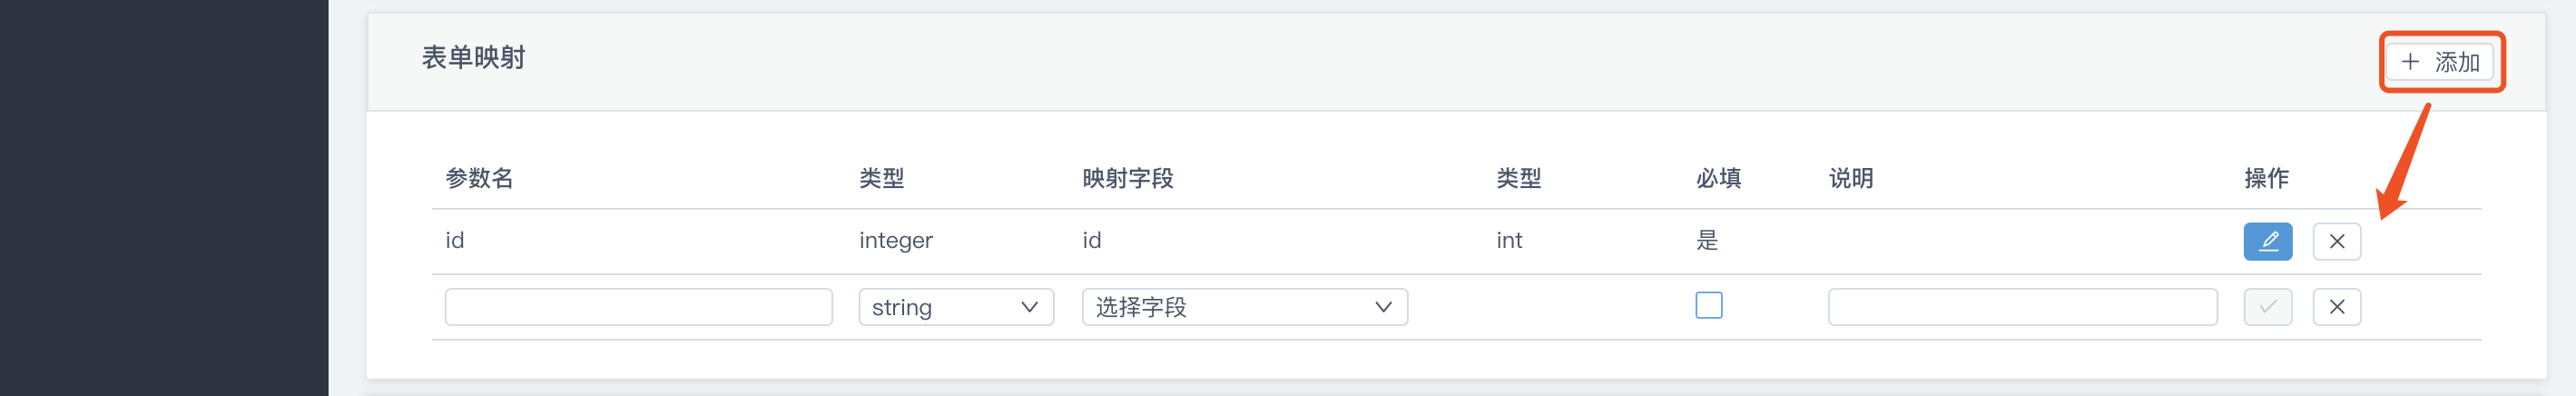 表单映射
添加
参数名 类型 映射字段 类型 必填 说明 操作
id integer id int 是
string 选择字段